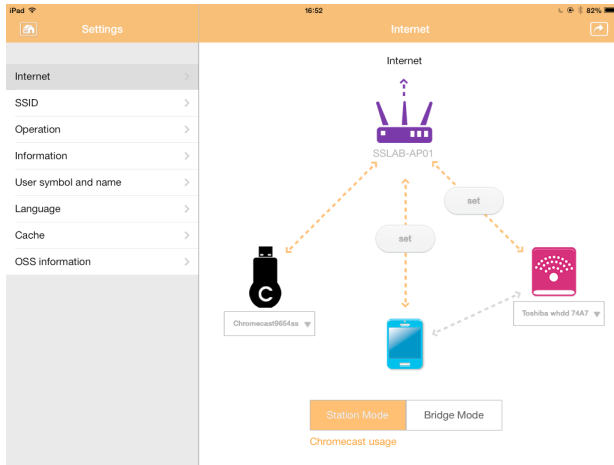 iPad
16:52
82%
Settings
Internet
Internet
SSID
Operation
Information
User symbol and name
Language
Cache
OSS information
Internet
SSLAB-AP01
set
set
C
Chromecast9654ss
Toshiba whdd 74A7
Station Mode
Bridge Mode
Chromecast usage